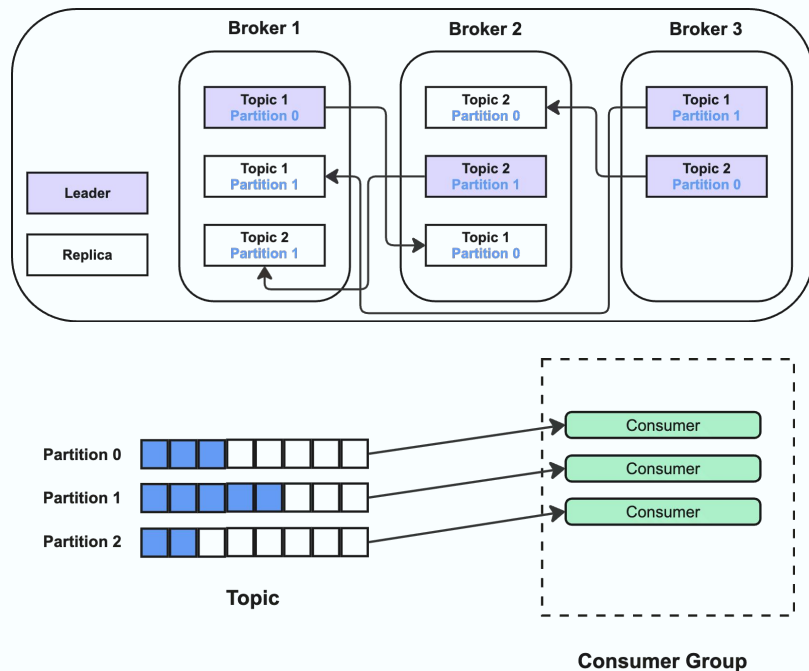 Broker 1
Broker 2
Broker 3
Topic 1
Partition 0
Topic 2
Partition 0
Topic 1
Partition 1
Topic 1
Partition 1
Topic 2
Partition 1
Topic 2
Partition 0
Leader
Topic 2
Partition 1
Topic 1
Partition 0
Replica
Consumer
Partition 0
Consumer
Partition 1
Consumer
Partition 2
Topic
Consumer Group